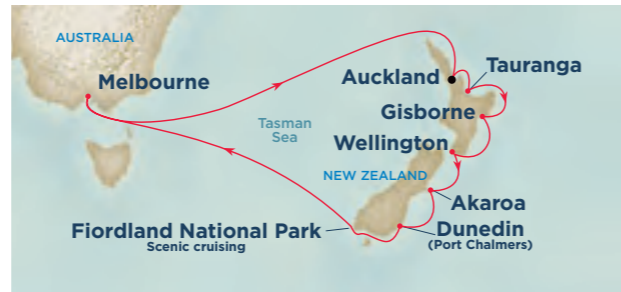 AUSTRALIA
Melbourne
Auckland
Tauranga
Gisborne
Tasman
Sea
Wellington
NEW ZEALAND
Akaroa
Fiordland National Park
Scenic cruising
Dunedin
(Port Chalmers)